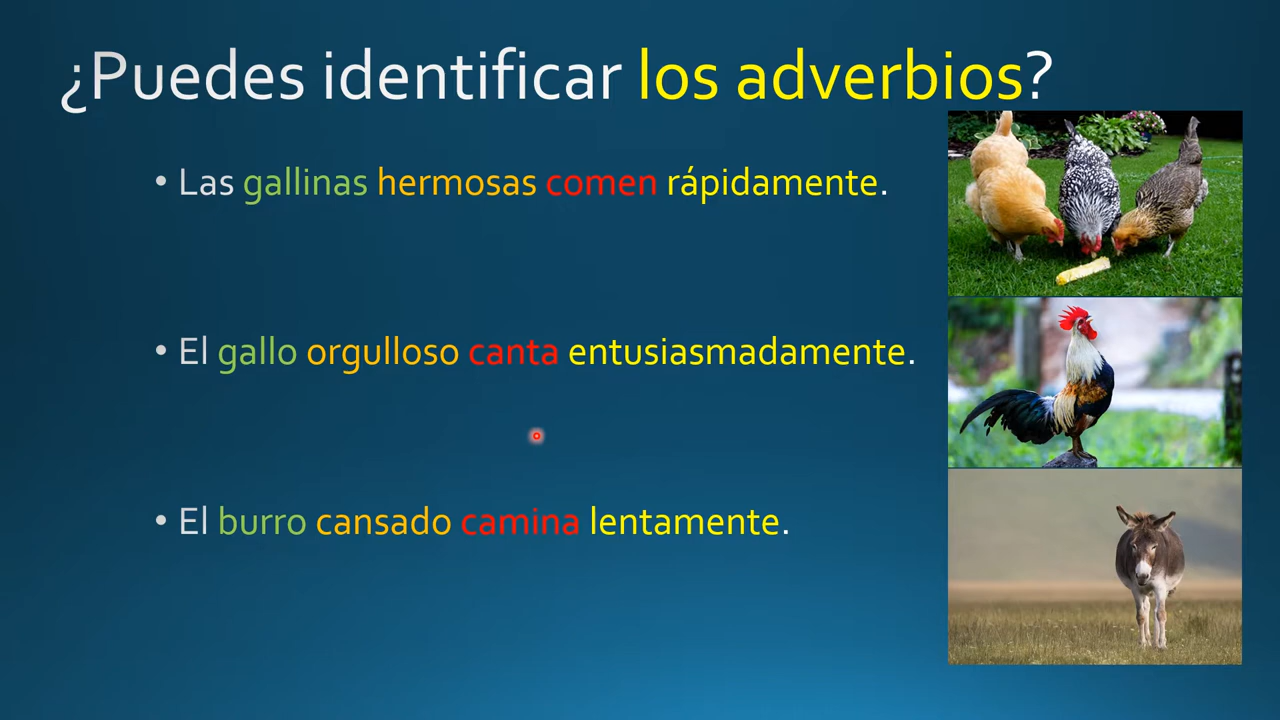 ¿Puedes identificar los adverbios?
• Las gallinas hermosas comen rápidamente.
• El gallo orgulloso canta entusiasmadamente.
• El burro cansado camina lentamente.